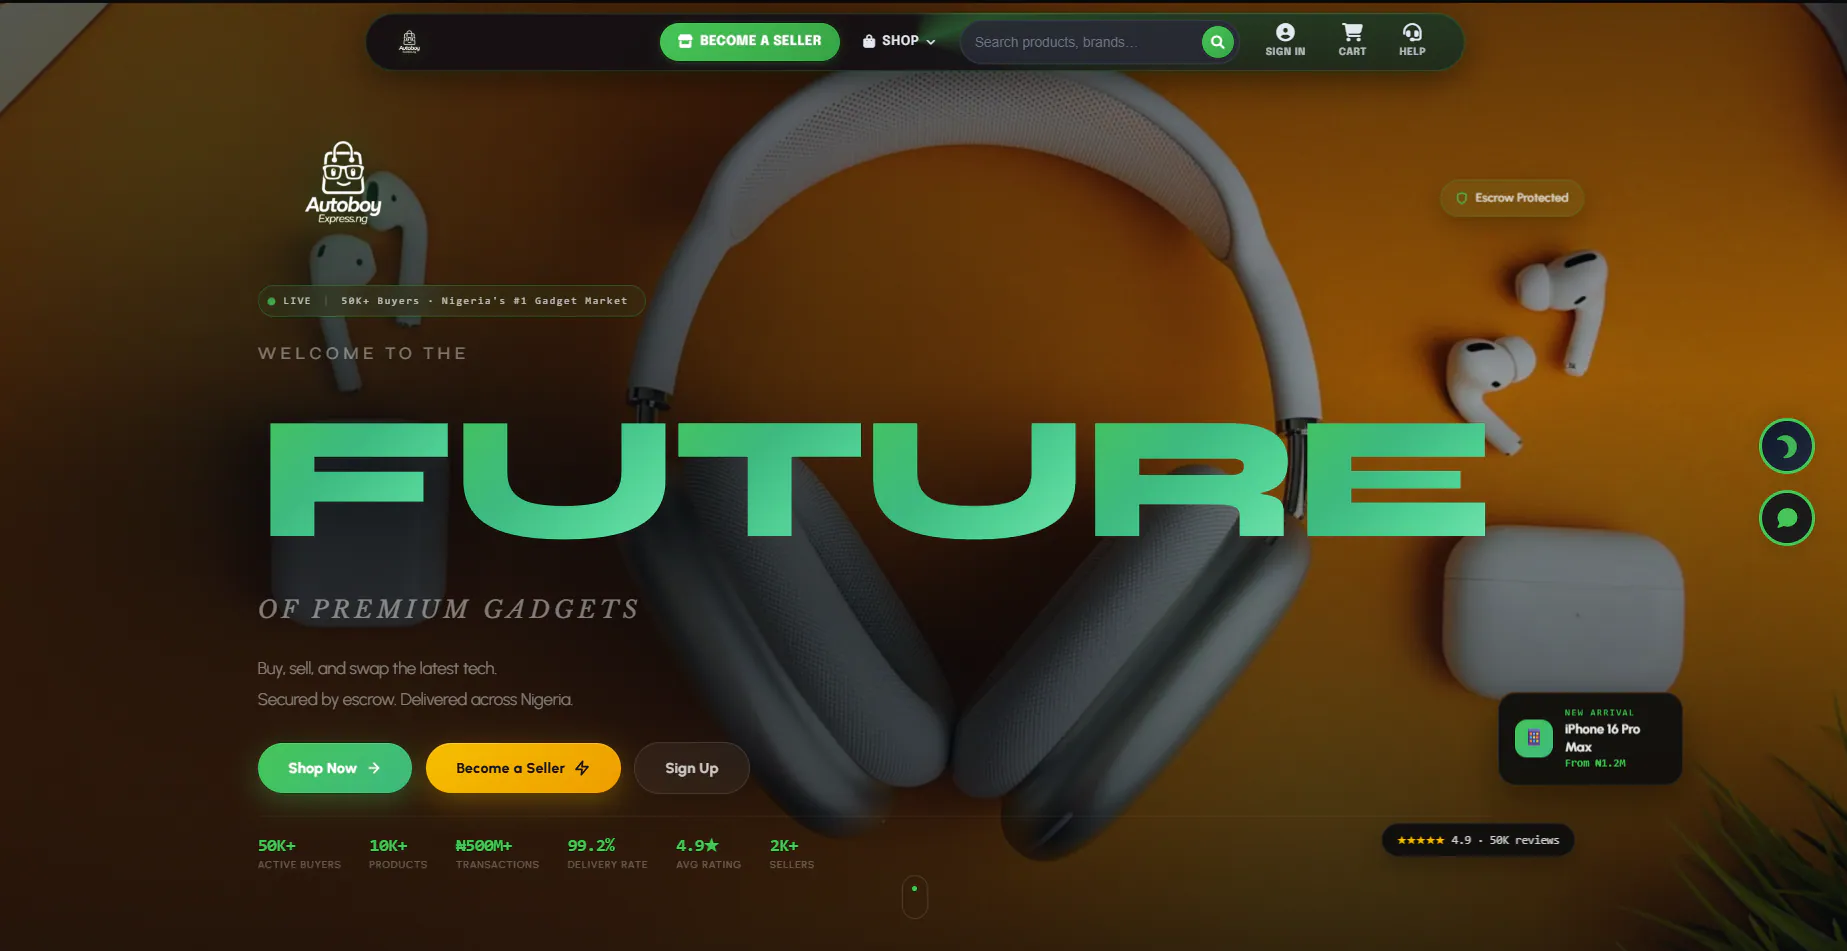 BECOME A SELLER
SHOP
Search products, brands...
SIGN IN
CART
HELP
Autoboy
Express.ng
Escrow Protected
LIVE | 50K+ Buyers · Nigeria's #1 Gadget Market
WELCOME TO THE
FUTURE
OF PREMIUM GADGETS
Buy, sell, and swap the latest tech.
Secured by escrow. Delivered across Nigeria.
NEW ARRIVAL
iPhone 16 Pro
Max
From ₦1.2M
Shop Now →
Become a Seller
Sign Up
50K+
ACTIVE BUYERS
10K+
PRODUCTS
₦500M+
TRANSACTIONS
99.2%
DELIVERY RATE
4.9★
AVG RATING
2K+
SELLERS
★★★★★ 4.9 · 50K reviews